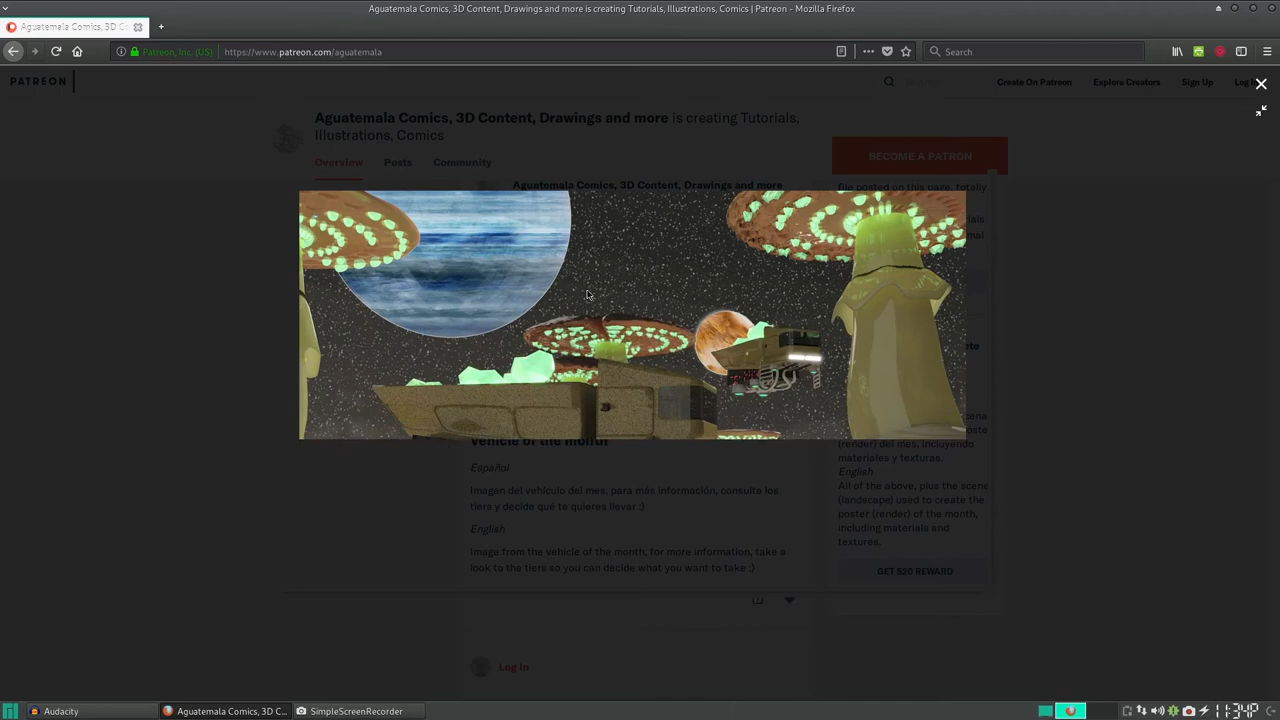 Aguatemala Comics, 3D Content, Drawings and more is creating Tutorials, Illustrations, Comics | Patreon - Mozilla Firefox
Aguatemala Comics, 3D C
Patreon, Inc. (US)
https://www.patreon.com/aguatemala
Search
PATREON
Create On Patreon
Explore Creators
Sign Up
Log
Aguatemala Comics, 3D Content, Drawings and more is creating Tutorials,
Illustrations, Comics
BECOME A PATRON
Overview
Posts
Community
Aguatemala Comics, 3D Content, Drawings and more
file posted on this page, totally
Vehicle of the month
Español
Imagen del vehículo del mes, para más información, consulta los
tiers y decide qué te quieres llevar :)
English
Image from the vehicle of the month, for more information, take a
look to the tiers so you can decide what you want to take :)
(render) del mes, incluyendo
materiales y texturas.
English
All of the above, plus the scene
(landscape) used to create the
poster (render) of the month,
including materials and
textures.
GET $20 REWARD
Log in
Audacity
Aguatemala Comics, 3D C...
SimpleScreenRecorder